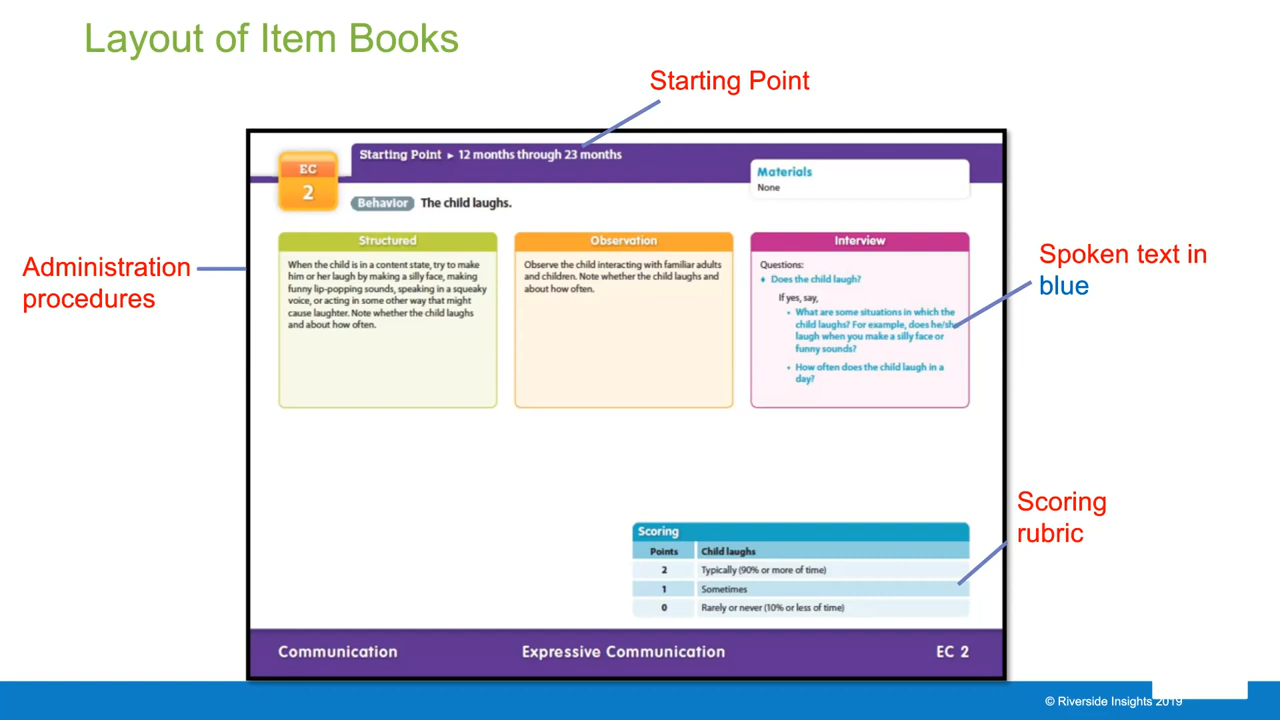 Layout of Item Books
Starting Point
Starting Point ▸ 12 months through 23 months
EC
2
Materials
None
Behavior The child laughs.
Administration
procedures
Structured
When the child is in a content state, try to make
him or her laugh by making a silly face, making
funny lip-popping sounds, speaking in a squeaky
voice, or acting in some other way that might
cause laughter. Note whether the child laughs
and about how often.
Observation
Observe the child interacting with familiar adults
and children. Note whether the child laughs and
about how often.
Interview
Questions:
♦ Does the child laugh?
If yes, say,
• What are some situations in which the
child laughs? For example, does he/sh
laugh when you make a silly face or
funny sounds?
• How often does the child laugh in a
day?
Spoken text in
blue
Scoring
rubric
Scoring
Points Child laughs
2 Typically (90% or more of time)
1 Sometimes
0 Rarely or never (10% or less of time)
Communication Expressive Communication EC 2
© Riverside Insights 2019